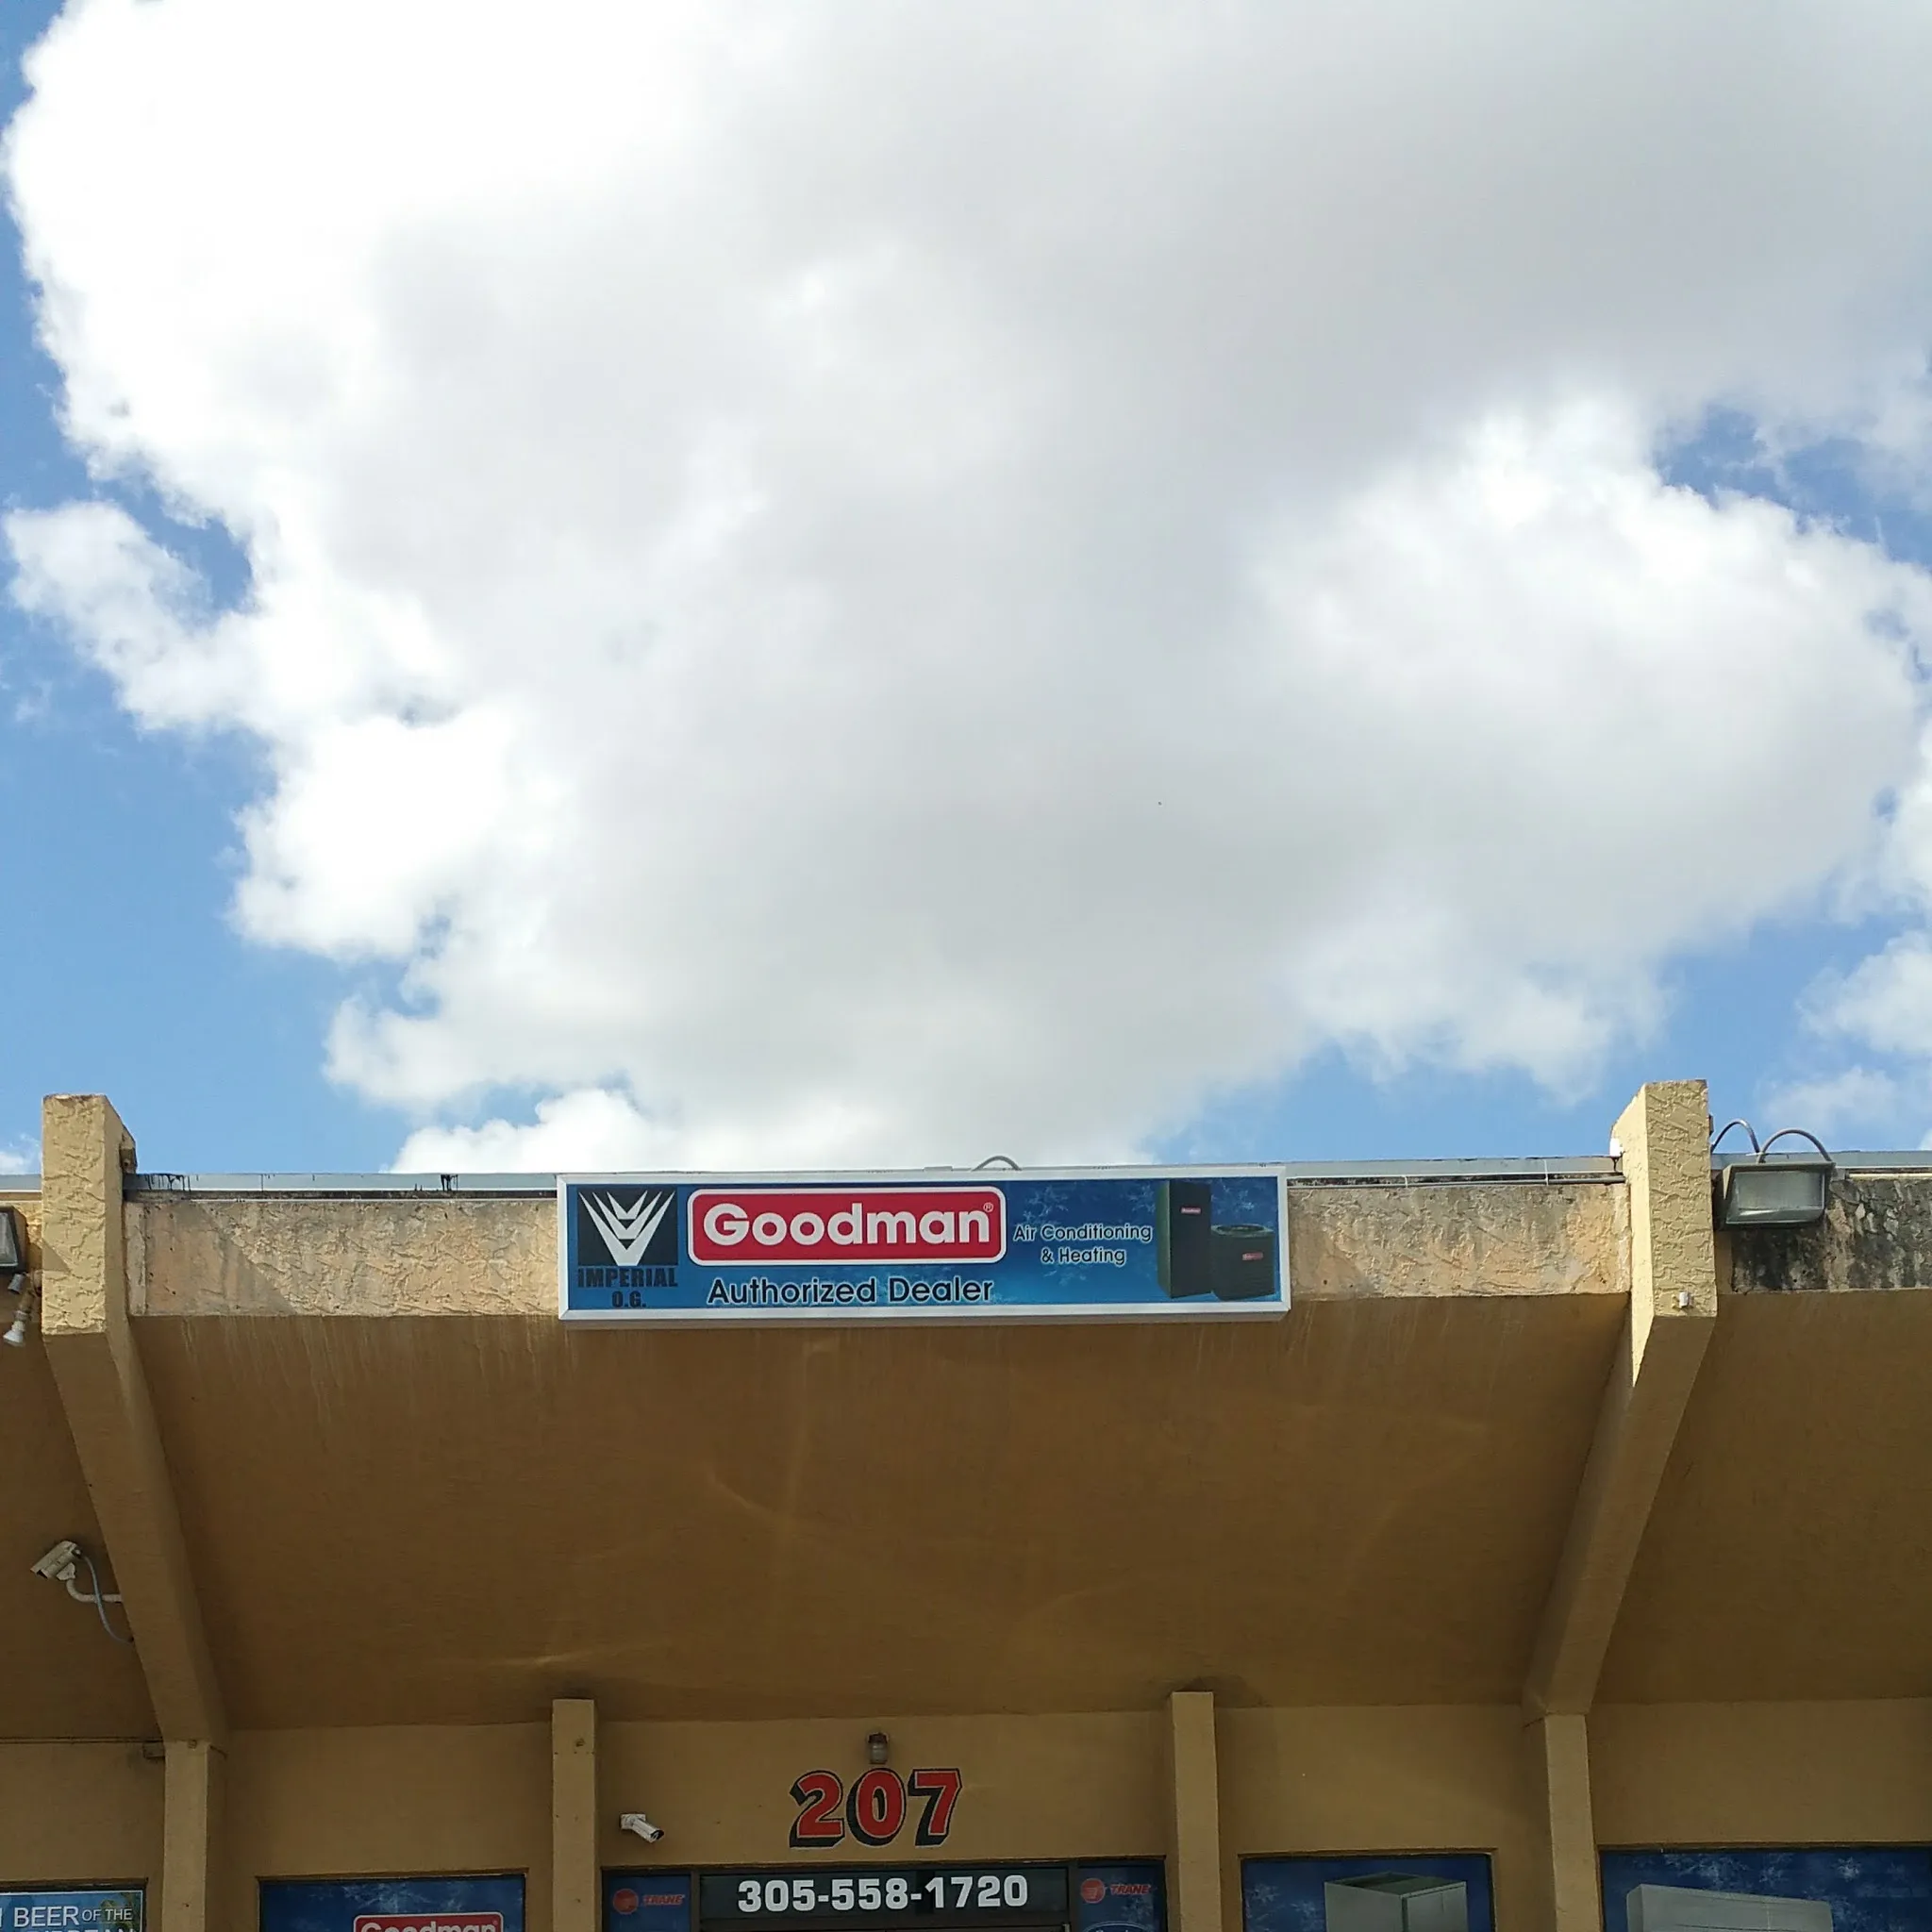 Goodman®
Air Conditioning
& Heating
IMPERIAL
O.G.
Authorized Dealer
207
TRANE
305-558-1720
TRANE
BEER OF THE
Goodman